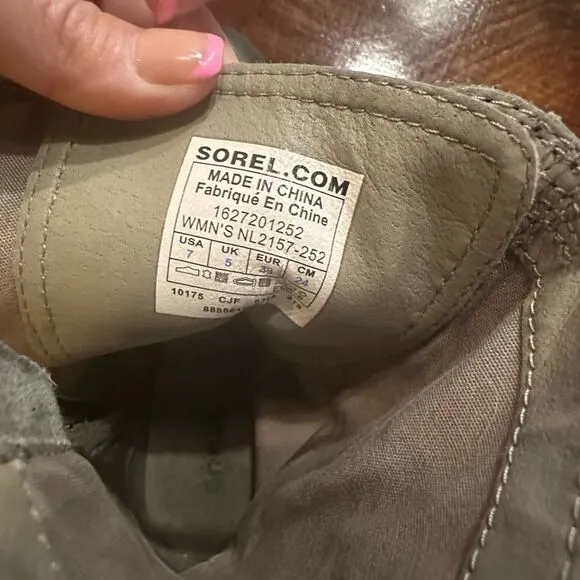 SOREL.COM
MADE IN CHINA
Fabriqué En Chine
1627201252
WMN'S NL2157-252
USA UK EUR CM
7 5 38 24
10175 CJF